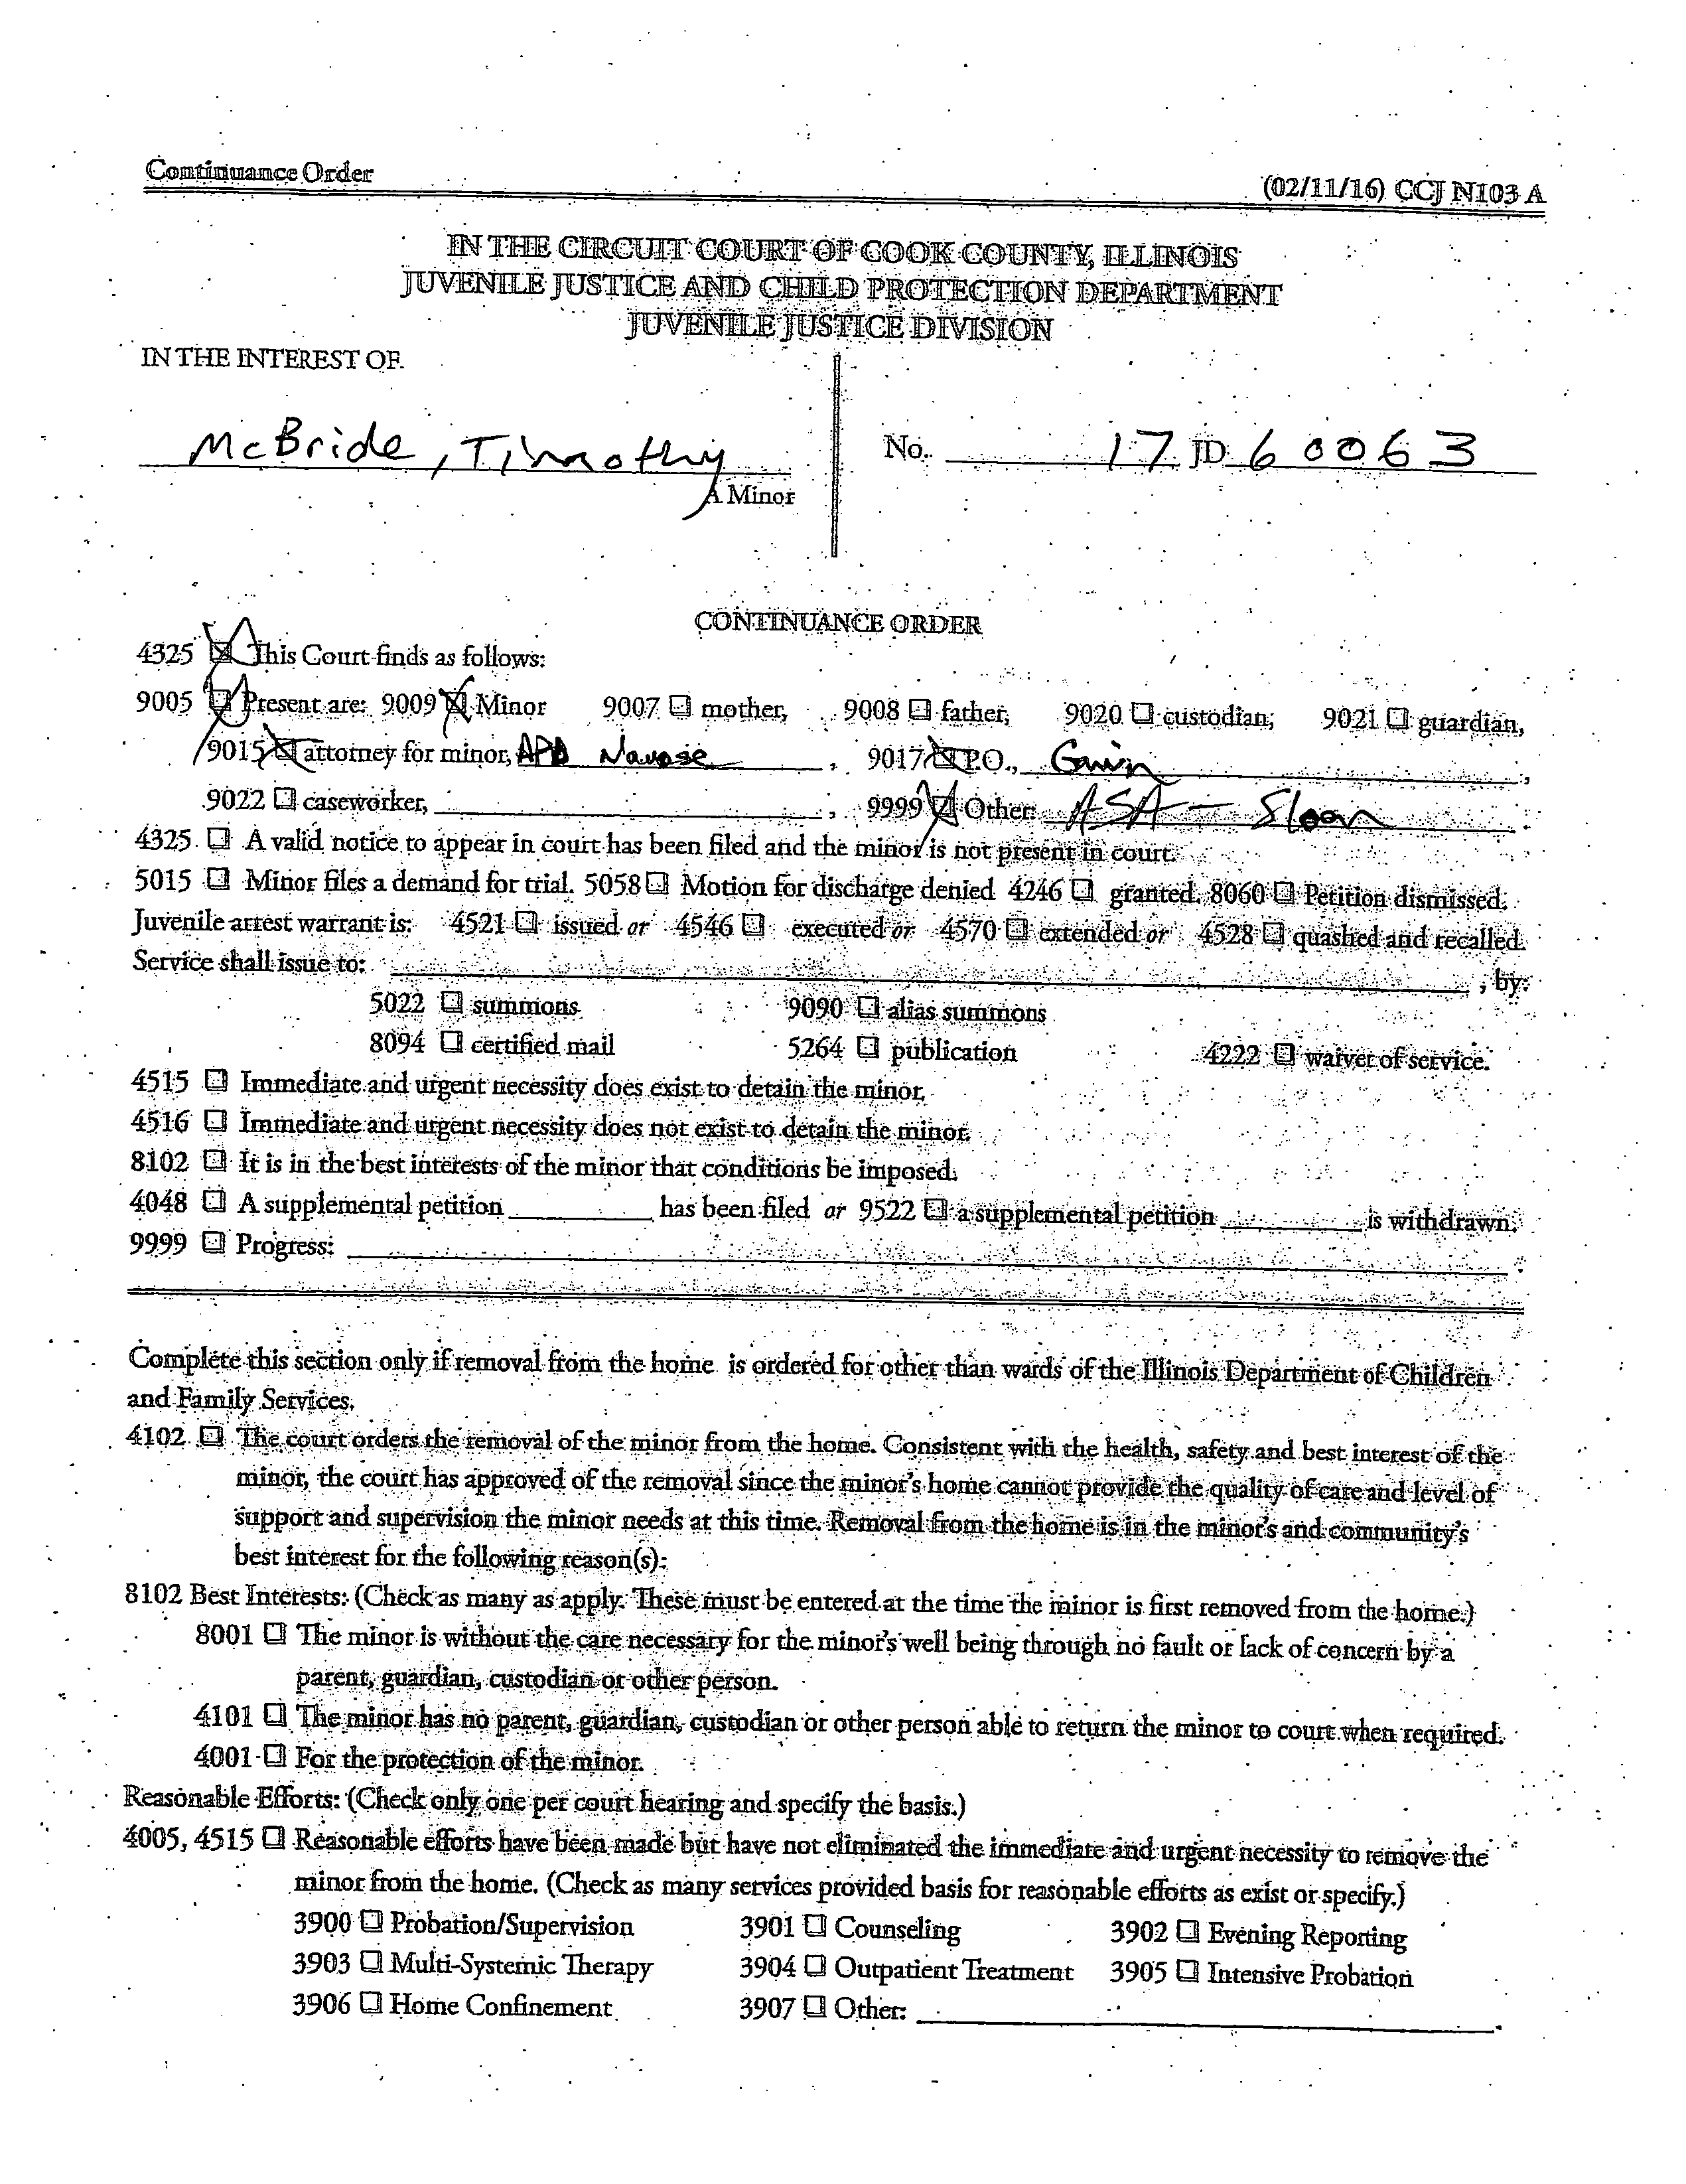 Continuance Order (02/11/16) CCJ N103 A
IN THE CIRCUIT COURT OF COOK COUNTY, ILLINOIS
JUVENILE JUSTICE AND CHILD PROTECTION DEPARTMENT
JUVENILE JUSTICE DIVISION
IN THE INTEREST OF
McBride, Timothy No. 17 JD 60063
A Minor
CONTINUANCE ORDER
4325 ☒ This Court finds as follows:
9005 ☒ Present are: 9009 ☒ Minor 9007 ☐ mother, 9008 ☐ father, 9020 ☐ custodian, 9021 ☐ guardian,
9015 ☒ attorney for minor, APD , 9017 ☒ P.O., ,
9022 ☐ caseworker, , 9999 ☒ Other: ASA - Sloan .
4325 ☐ A valid notice to appear in court has been filed and the minor is not present in court.
5015 ☐ Minor files a demand for trial. 5058 ☐ Motion for discharge denied 4246 ☐ granted. 8060 ☐ Petition dismissed.
Juvenile arrest warrant is: 4521 ☐ issued or 4546 ☐ executed or 4570 ☐ extended or 4528 ☐ quashed and recalled.
Service shall issue to: , by:
5022 ☐ summons 9090 ☐ alias summons
8094 ☐ certified mail 5264 ☐ publication 4222 ☐ waiver of service.
4515 ☐ Immediate and urgent necessity does exist to detain the minor.
4516 ☐ Immediate and urgent necessity does not exist to detain the minor.
8102 ☐ It is in the best interests of the minor that conditions be imposed.
4048 ☐ A supplemental petition ________ has been filed or 9522 ☐ a supplemental petition ________ is withdrawn.
9999 ☐ Progress: .
Complete this section only if removal from the home is ordered for other than wards of the Illinois Department of Children
and Family Services.
4102 ☐ The court orders the removal of the minor from the home. Consistent with the health, safety and best interest of the
minor, the court has approved of the removal since the minor's home cannot provide the quality of care and level of
support and supervision the minor needs at this time. Removal from the home is in the minor's and community's
best interest for the following reason(s):
8102 Best Interests: (Check as many as apply. These must be entered at the time the minor is first removed from the home.)
8001 ☐ The minor is without the care necessary for the minor's well being through no fault or lack of concern by a
parent, guardian, custodian or other person.
4101 ☐ The minor has no parent, guardian, custodian or other person able to return the minor to court when required.
4001 ☐ For the protection of the minor.
Reasonable Efforts: (Check only one per court hearing and specify the basis.)
4005, 4515 ☐ Reasonable efforts have been made but have not eliminated the immediate and urgent necessity to remove the
minor from the home. (Check as many services provided basis for reasonable efforts as exist or specify.)
3900 ☐ Probation/Supervision 3901 ☐ Counseling 3902 ☐ Evening Reporting
3903 ☐ Multi-Systemic Therapy 3904 ☐ Outpatient Treatment 3905 ☐ Intensive Probation
3906 ☐ Home Confinement 3907 ☐ Other: .